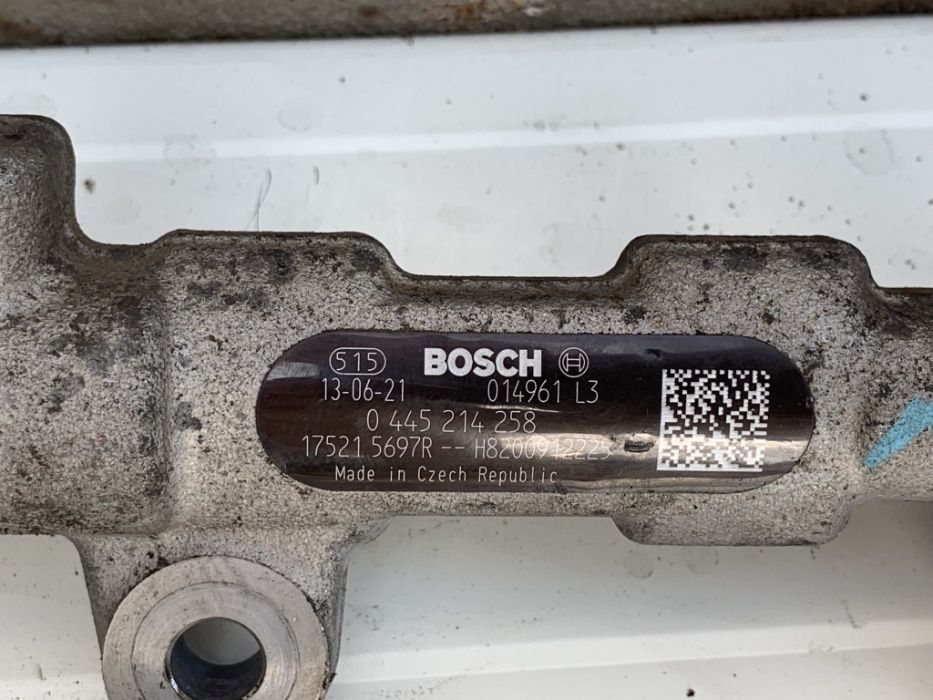 515 BOSCH
13-06-21 014961 L3
0 445 214 258
17521 5697R -- H8200912225
Made in Czech Republic